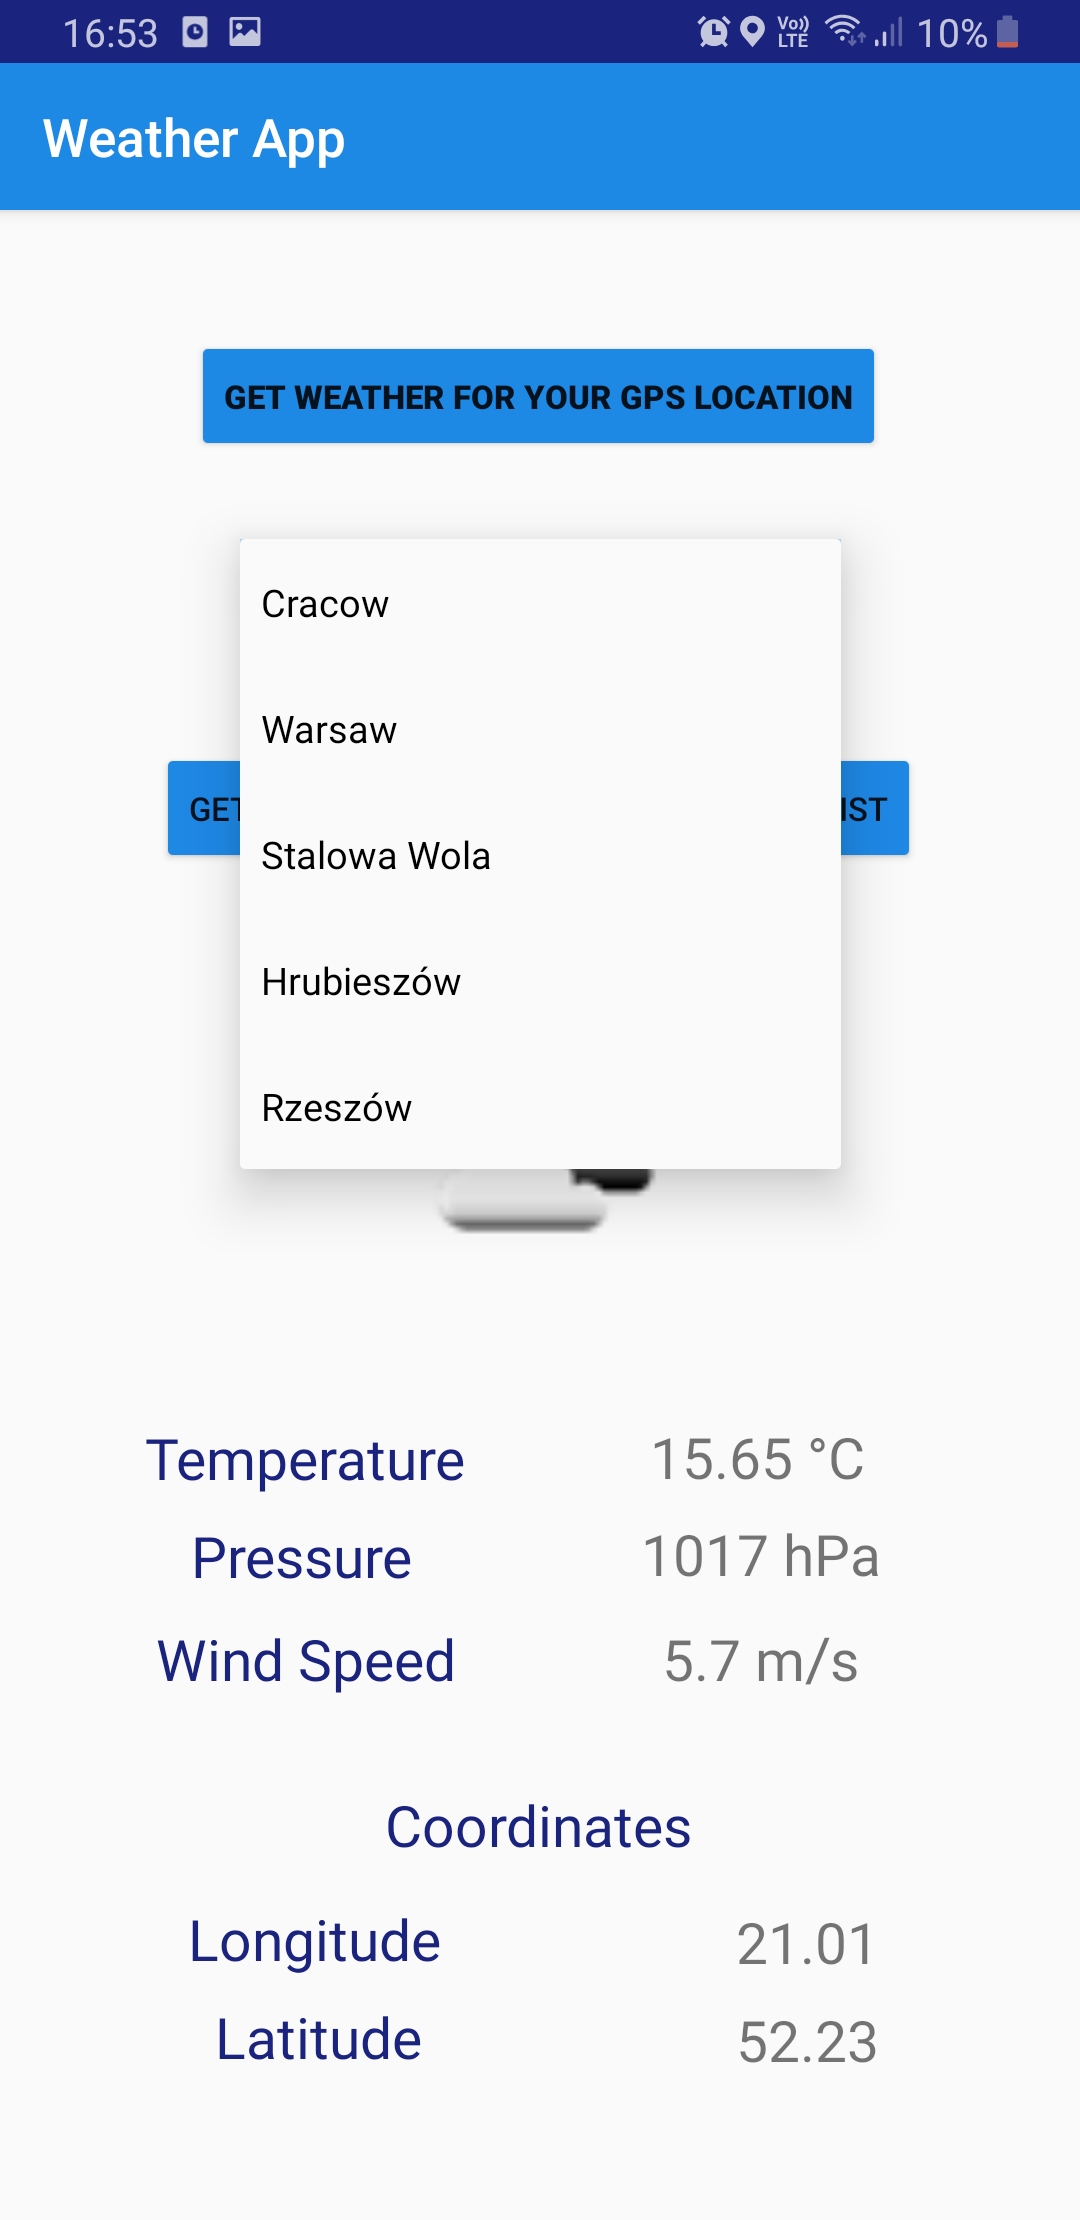 16:53 Vo)) LTE 10%
Weather App
GET WEATHER FOR YOUR GPS LOCATION
Cracow
Warsaw
GET IST
Stalowa Wola
Hrubieszów
Rzeszów
Temperature 15.65 °C
Pressure 1017 hPa
Wind Speed 5.7 m/s
Coordinates
Longitude 21.01
Latitude 52.23